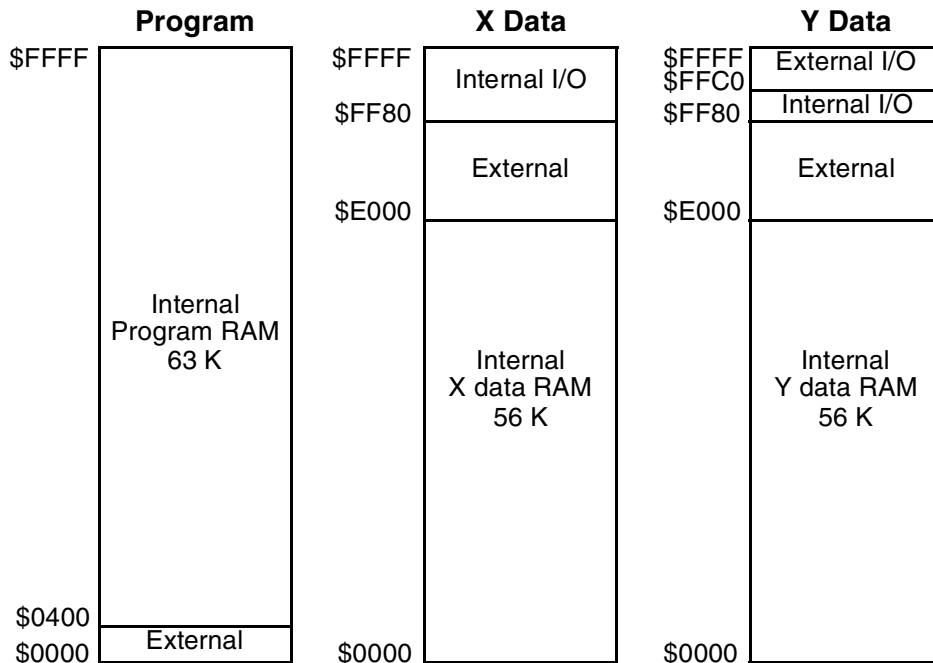 Program
$FFFF
Internal
Program RAM
63 K
$0400
External
$0000
X Data
$FFFF
Internal I/O
$FF80
External
$E000
Internal
X data RAM
56 K
$0000
Y Data
$FFFF
External I/O
$FFC0
Internal I/O
$FF80
External
$E000
Internal
Y data RAM
56 K
$0000